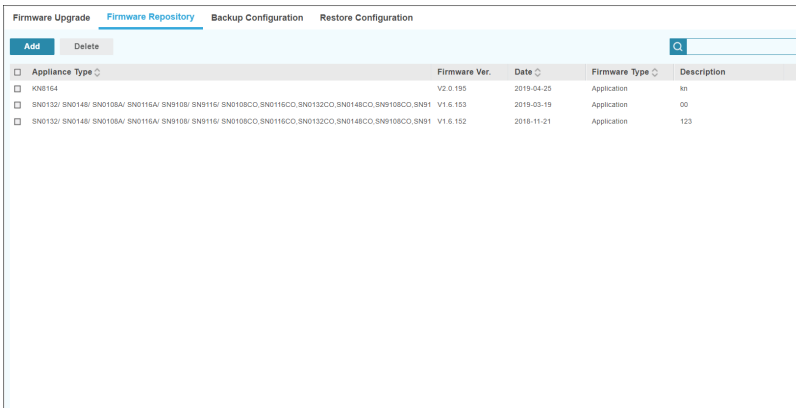 Firmware Upgrade Firmware Repository Backup Configuration Restore Configuration
Add Delete
Appliance Type Firmware Ver. Date Firmware Type Description
KN8164 V2.0.195 2019-04-25 Application kn
SN0132/ SN0148/ SN0108A/ SN0116A/ SN9108/ SN9116/ SN0108CO,SN0116CO,SN0132CO,SN0148CO,SN9108CO,SN91 V1.6.153 2019-03-19 Application 00
SN0132/ SN0148/ SN0108A/ SN0116A/ SN9108/ SN9116/ SN0108CO,SN0116CO,SN0132CO,SN0148CO,SN9108CO,SN91 V1.6.152 2018-11-21 Application 123